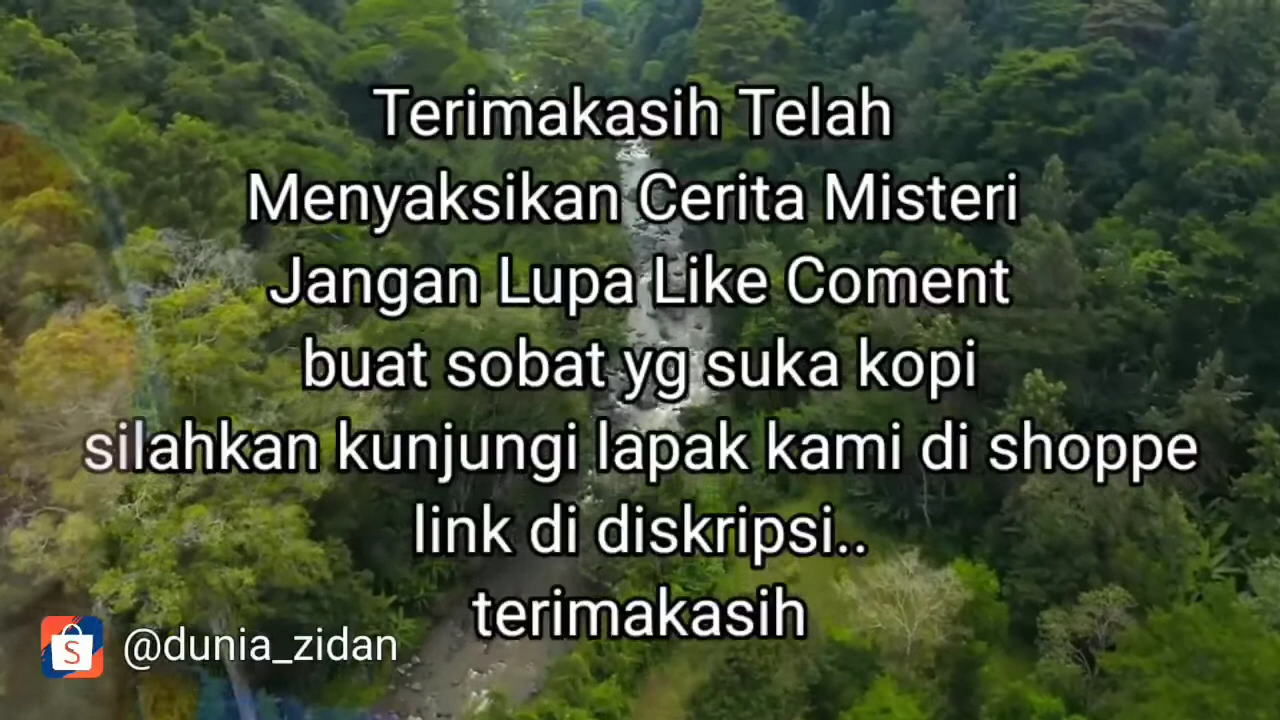 Terimakasih Telah
Menyaksikan Cerita Misteri
Jangan Lupa Like Coment
buat sobat yg suka kopi
silahkan kunjungi lapak kami di shoppe
link di diskripsi..
terimakasih
S
@dunia_zidan